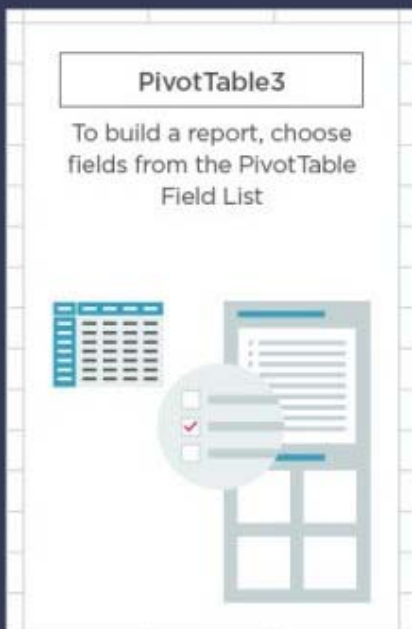 PivotTable3
To build a report, choose
fields from the PivotTable
Field List